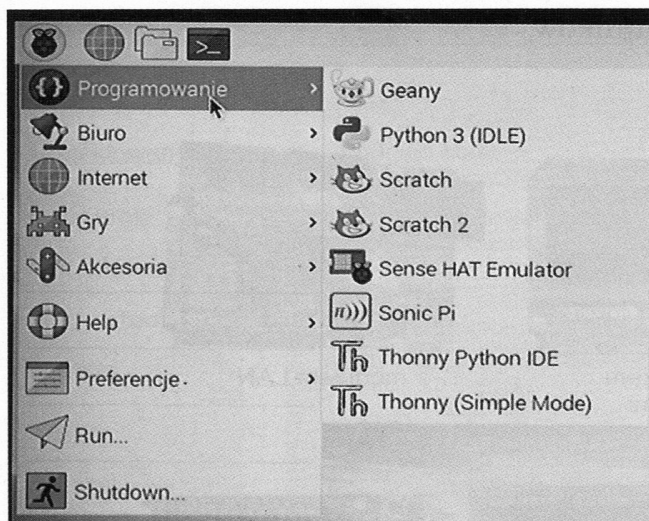 Programowanie
Biuro
Internet
Gry
Akcesoria
Help
Preferencje
Run...
Shutdown...
Geany
Python 3 (IDLE)
Scratch
Scratch 2
Sense HAT Emulator
Sonic Pi
Thonny Python IDE
Thonny (Simple Mode)